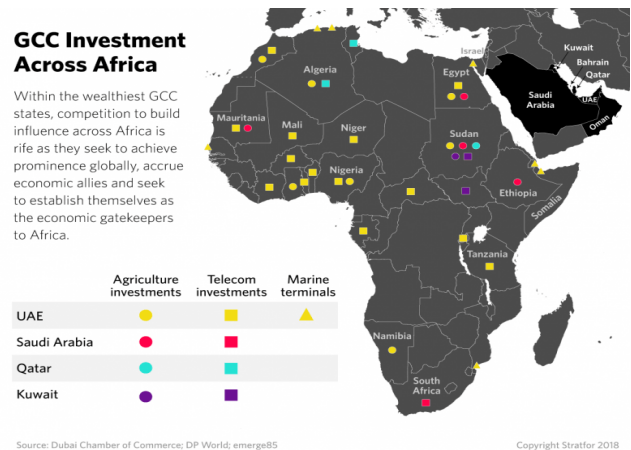 GCC Investment
Across Africa
Within the wealthiest GCC
states, competition to build
influence across Africa is
rife as they seek to achieve
prominence globally, accrue
economic allies and seek
to establish themselves as
the economic gatekeepers
to Africa.
Agriculture
investments
Telecom
investments
Marine
terminals
UAE
Saudi Arabia
Qatar
Kuwait
Israel
Kuwait
Bahrain
Qatar
Saudi
Arabia
UAE
Oman
Algeria
Egypt
Mauritania
Mali
Niger
Sudan
Nigeria
Ethiopia
Somalia
Tanzania
Namibia
South
Africa
Source: Dubai Chamber of Commerce; DP World; emerge85
Copyright Stratfor 2018